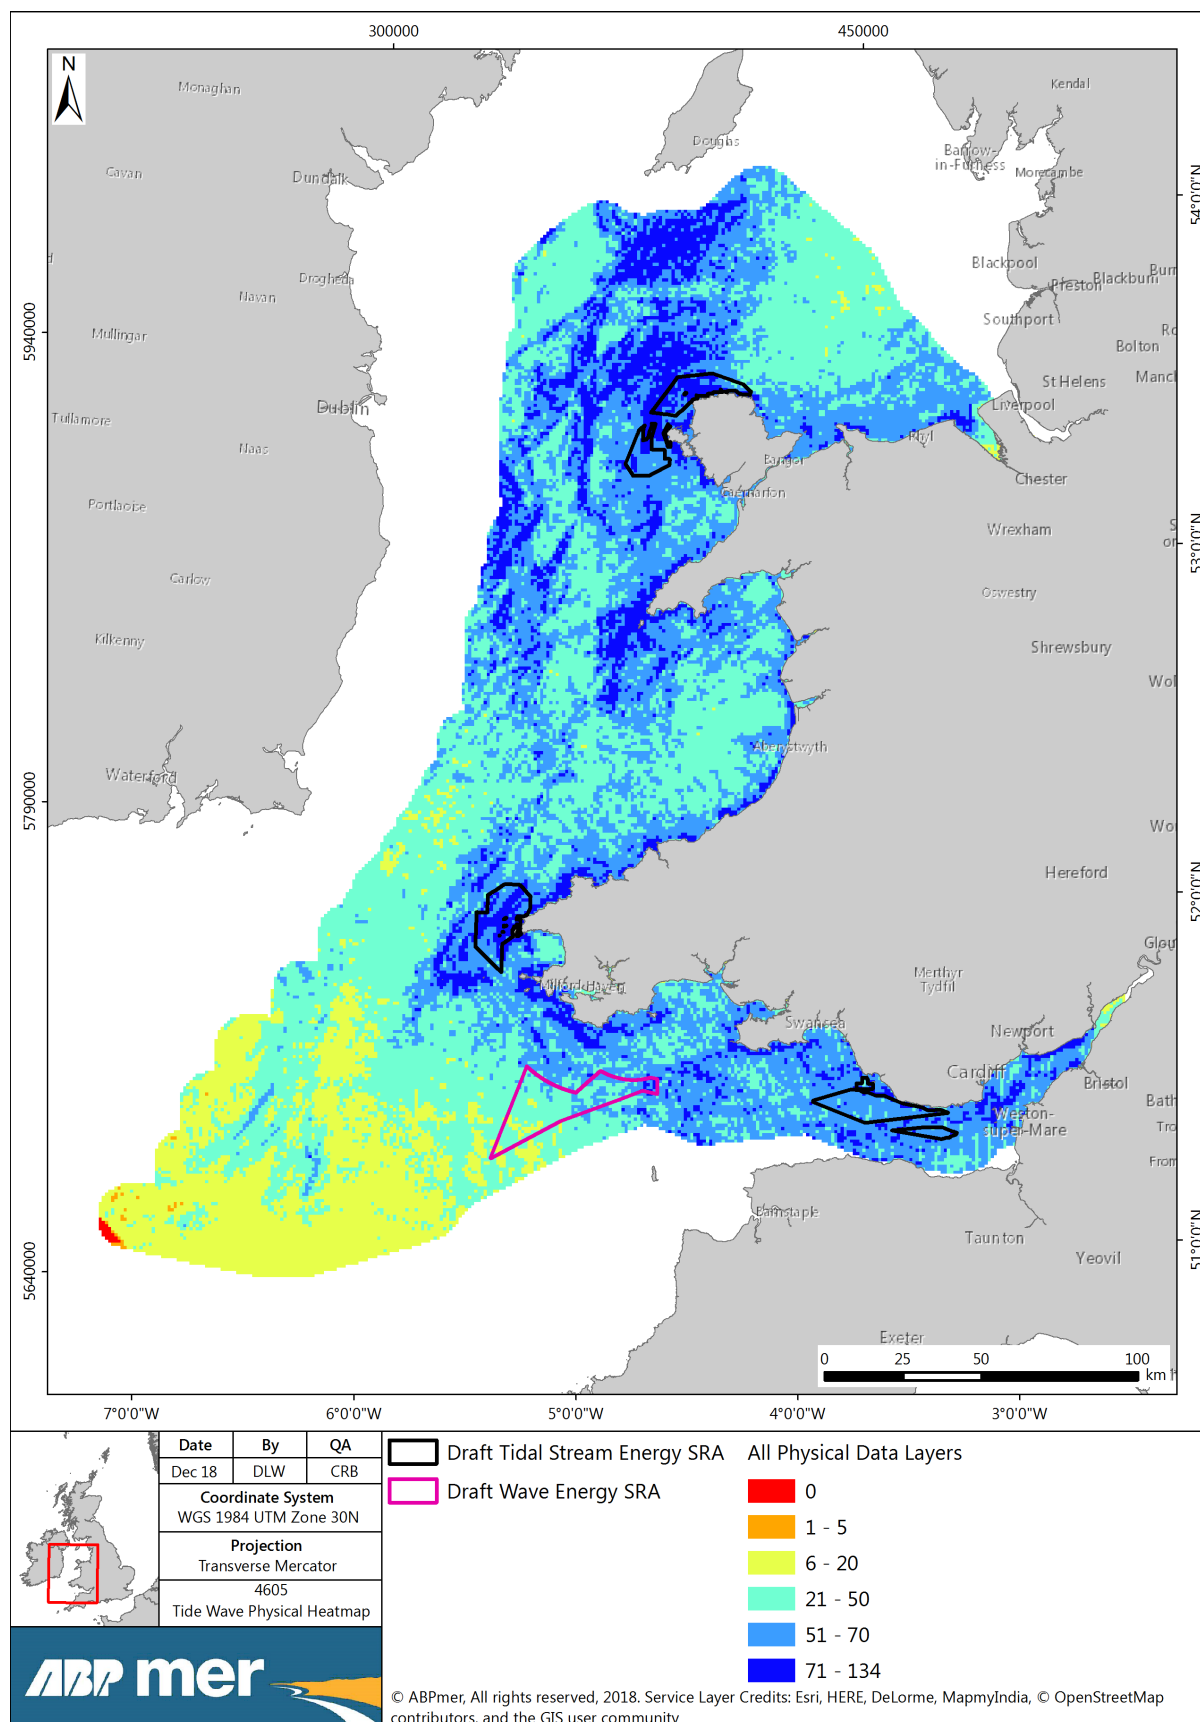 300000
450000
N
Monaghan
Kendal
Douglas
Barrow-
in-Furness
Morecambe
Cavan
Dundalk
54°0'0"N
Blackpool
Blackburn
Preston
Drogheda
Navan
Southport
5940000
Mullingar
Bolton
St Helens
Liverpool
Dublin
Tullamore
Rhyl
Naas
Bangor
Chester
Caernarfon
Portlaoise
Wrexham
53°0'0"N
Carlow
Oswestry
Kilkenny
Shrewsbury
Aberystwyth
Waterford
5790000
Hereford
52°0'0"N
Merthyr
Tydfil
Milford Haven
Swansea
Newport
Cardiff
Bristol
Bath
Weston-
super-Mare
Barnstaple
Taunton
51°0'0"N
Yeovil
5640000
Exeter
0 25 50 100
km
7°0'0"W 6°0'0"W 5°0'0"W 4°0'0"W 3°0'0"W
Date By QA
Dec 18 DLW CRB
Coordinate System
WGS 1984 UTM Zone 30N
Projection
Transverse Mercator
4605
Tide Wave Physical Heatmap
ABPmer
Draft Tidal Stream Energy SRA
Draft Wave Energy SRA
All Physical Data Layers
0
1 - 5
6 - 20
21 - 50
51 - 70
71 - 134
© ABPmer, All rights reserved, 2018. Service Layer Credits: Esri, HERE, DeLorme, MapmyIndia, © OpenStreetMap
contributors, and the GIS user community